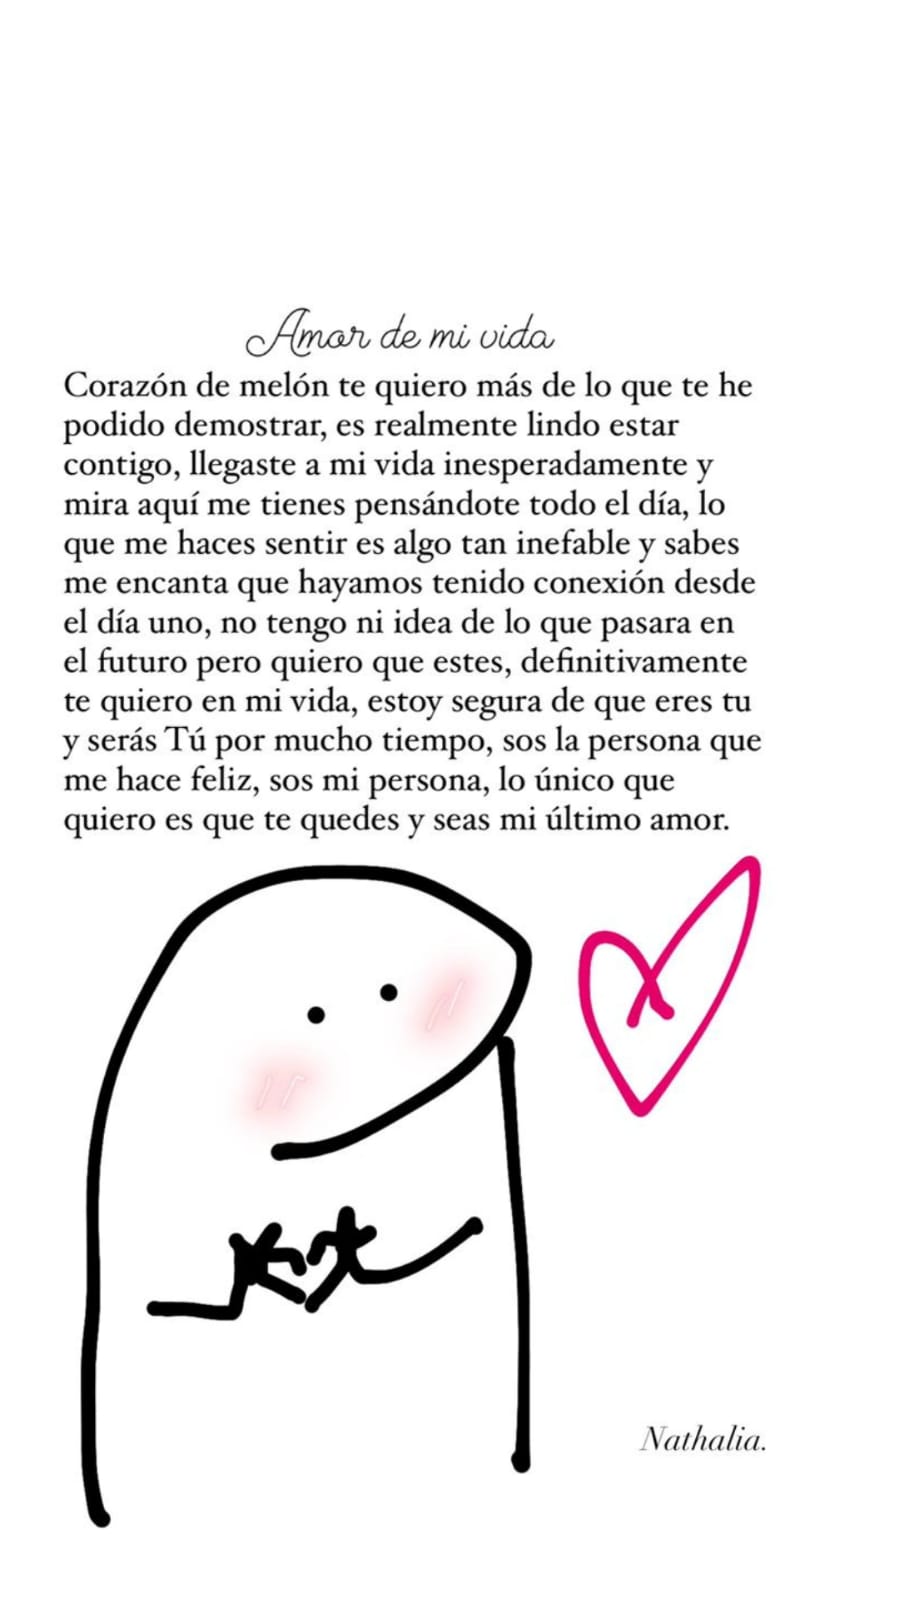 Amor de mi vida
Corazón de melón te quiero más de lo que te he
podido demostrar, es realmente lindo estar
contigo, llegaste a mi vida inesperadamente y
mira aquí me tienes pensándote todo el día, lo
que me haces sentir es algo tan inefable y sabes
me encanta que hayamos tenido conexión desde
el día uno, no tengo ni idea de lo que pasara en
el futuro pero quiero que estes, definitivamente
te quiero en mi vida, estoy segura de que eres tu
y serás Tú por mucho tiempo, sos la persona que
me hace feliz, sos mi persona, lo único que
quiero es que te quedes y seas mi último amor.
Nathalia.